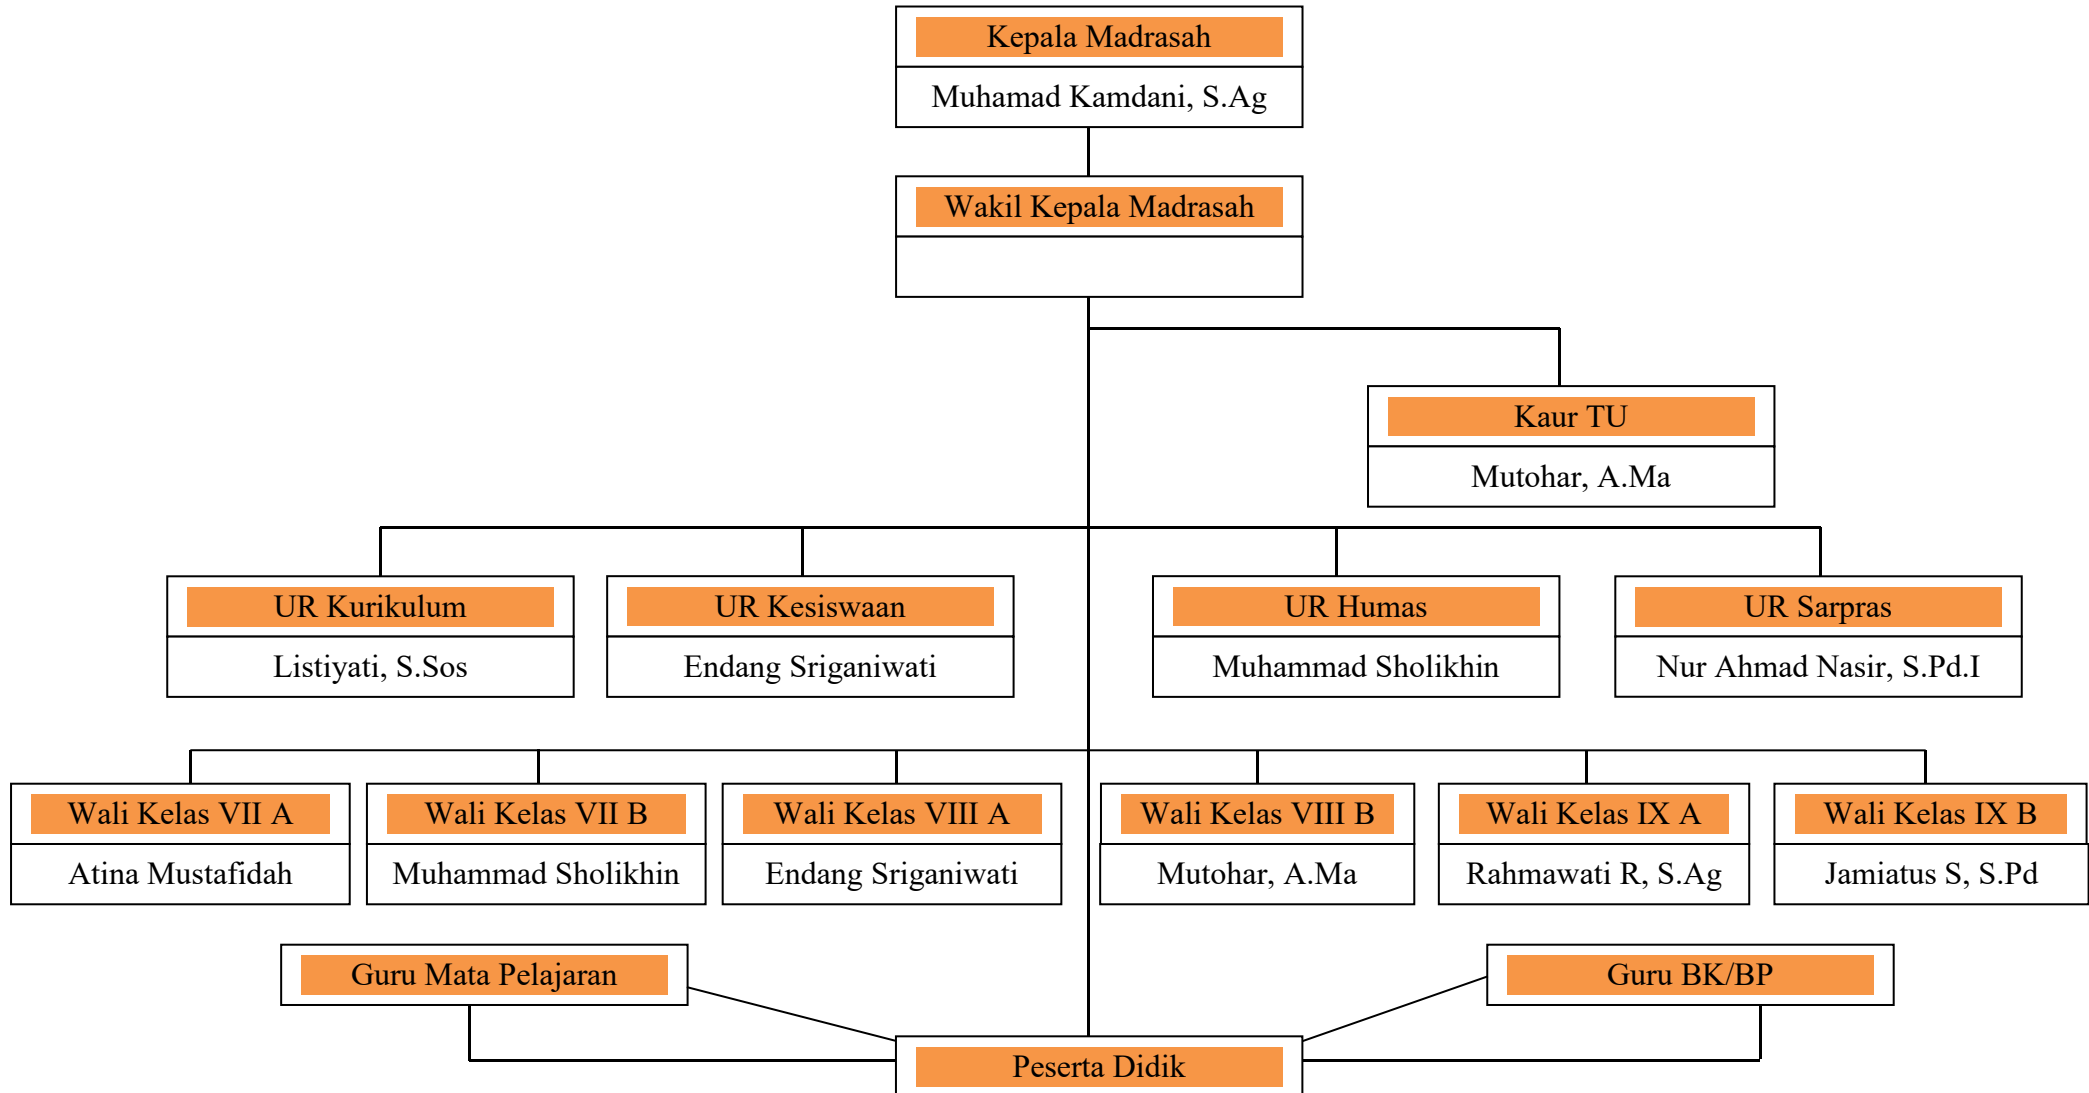 Kepala Madrasah
Muhamad Kamdani, S.Ag
Wakil Kepala Madrasah
Kaur TU
Mutohar, A.Ma
UR Kurikulum
Listiyati, S.Sos
UR Kesiswaan
Endang Sriganiwati
UR Humas
Muhammad Sholikhin
UR Sarpras
Nur Ahmad Nasir, S.Pd.I
Wali Kelas VII A
Atina Mustafidah
Wali Kelas VII B
Muhammad Sholikhin
Wali Kelas VIII A
Endang Sriganiwati
Wali Kelas VIII B
Mutohar, A.Ma
Wali Kelas IX A
Rahmawati R, S.Ag
Wali Kelas IX B
Jamiatus S, S.Pd
Guru Mata Pelajaran
Guru BK/BP
Peserta Didik